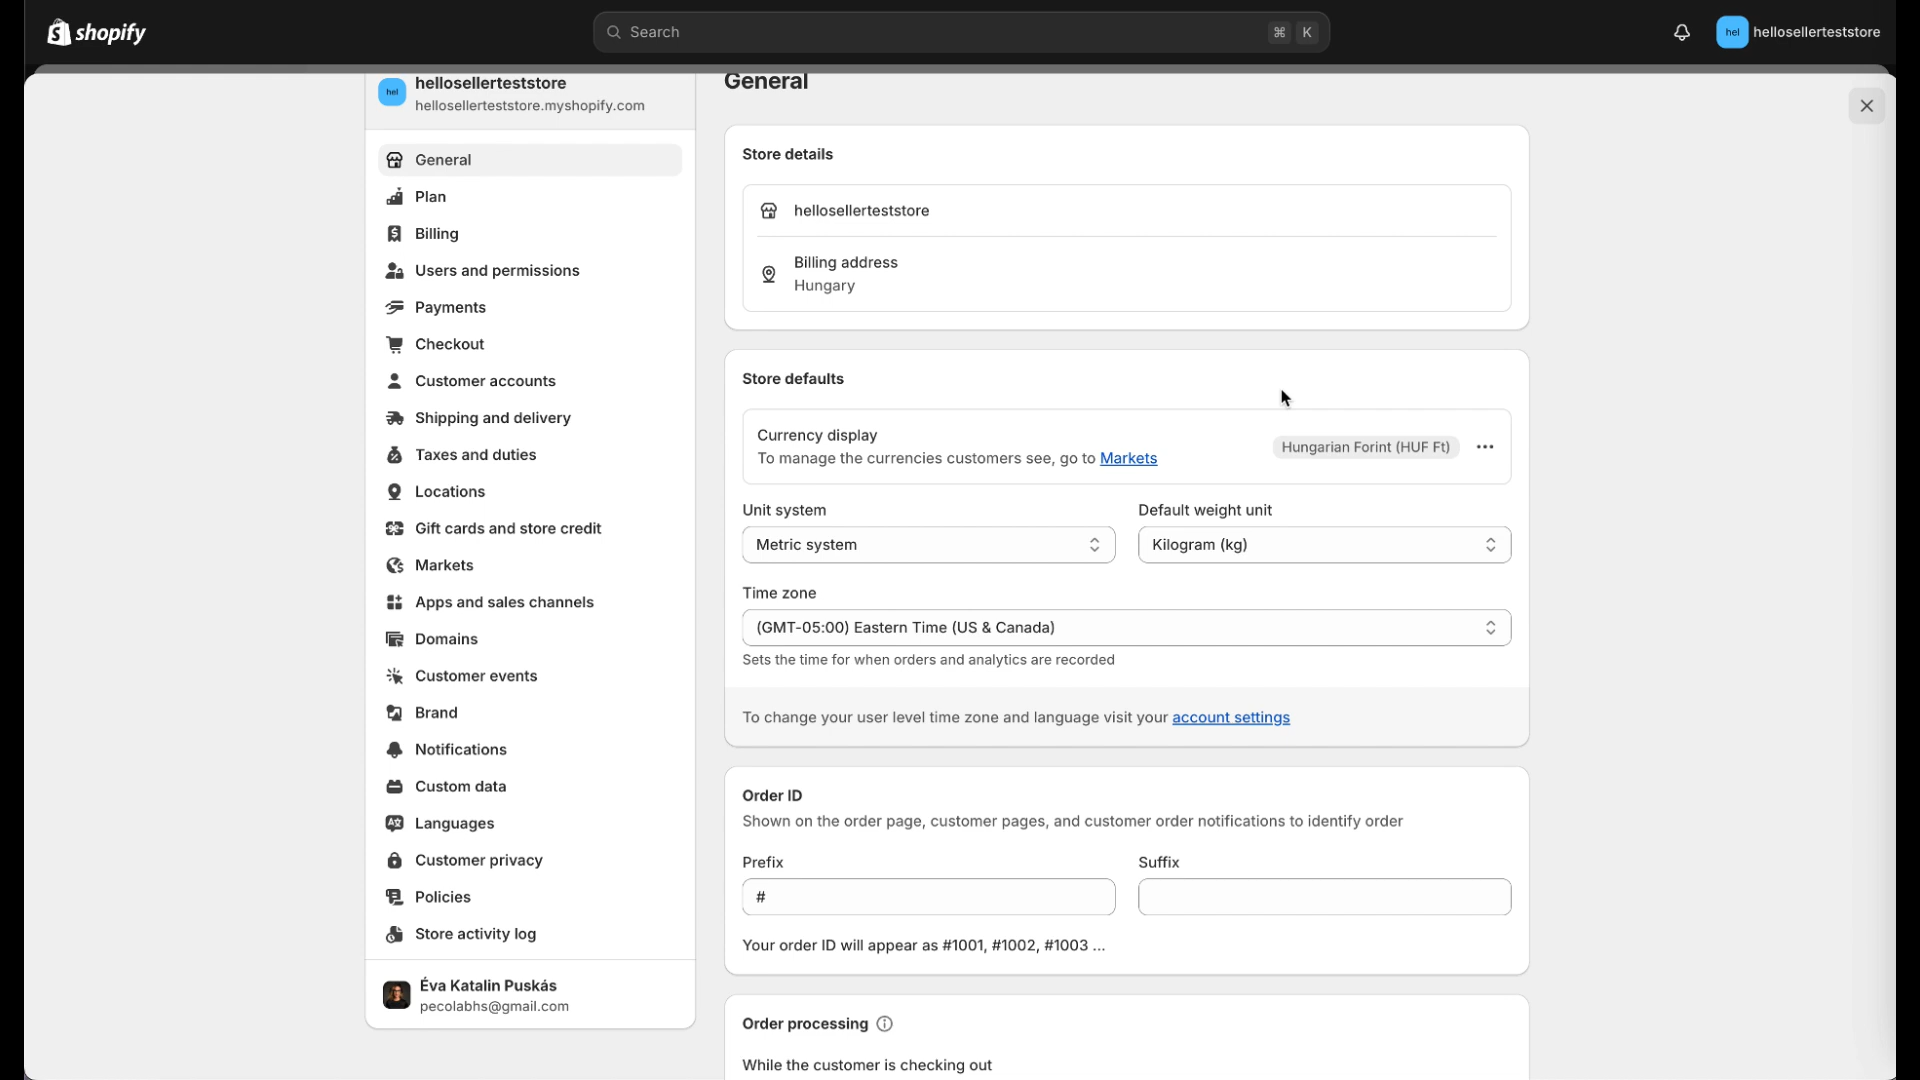 shopify
Search
⌘ K
hel
hellosellerteststore
hel
hellosellerteststore
hellosellerteststore.myshopify.com
General
Plan
Billing
Users and permissions
Payments
Checkout
Customer accounts
Shipping and delivery
Taxes and duties
Locations
Gift cards and store credit
Markets
Apps and sales channels
Domains
Customer events
Brand
Notifications
Custom data
Languages
Customer privacy
Policies
Store activity log
Éva Katalin Puskás
pecolabhs@gmail.com
General
Store details
hellosellerteststore
Billing address
Hungary
Store defaults
Currency display
To manage the currencies customers see, go to Markets
Hungarian Forint (HUF Ft)
Unit system
Metric system
Default weight unit
Kilogram (kg)
Time zone
(GMT-05:00) Eastern Time (US & Canada)
Sets the time for when orders and analytics are recorded
To change your user level time zone and language visit your account settings
Order ID
Shown on the order page, customer pages, and customer order notifications to identify order
Prefix
#
Suffix
Your order ID will appear as #1001, #1002, #1003 ...
Order processing
While the customer is checking out